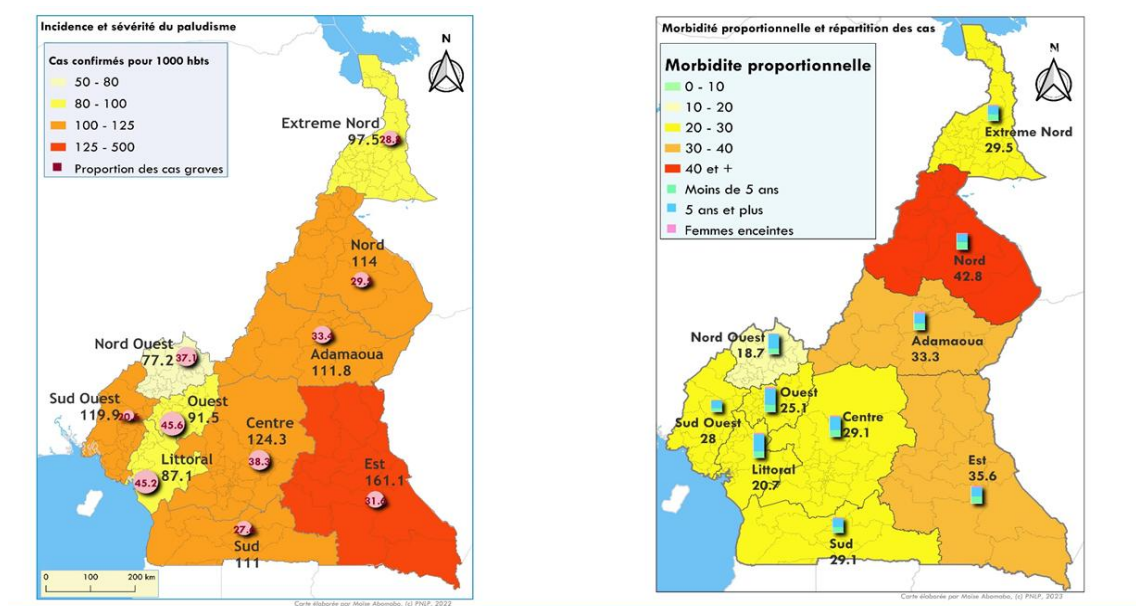 Incidence et sévérité du paludisme
Cas confirmés pour 1000 hbts
50 - 80
80 - 100
100 - 125
125 - 500
Proportion des cas graves
N
Extreme Nord
97.5
Nord
114
33.4
Adamaoua
111.8
Nord Ouest
77.2
37.1
Sud Ouest
119.9
Ouest
91.5
45.6
Centre
124.3
38.3
Littoral
87.1
45.2
Est
161.1
Sud
111
0 100 200 km
Carte élaborée par Moïse Abomabo, (c) PNLP, 2022
Morbidité proportionnelle et répartition des cas
Morbidite proportionnelle
0 - 10
10 - 20
20 - 30
30 - 40
40 et +
Moins de 5 ans
5 ans et plus
Femmes enceintes
N
Extrême Nord
29.5
Nord
42.8
Adamaoua
33.3
Nord Ouest
18.7
Ouest
25.1
Sud Ouest
28
Centre
29.1
Littoral
20.7
Est
35.6
Sud
29.1
Carte élaborée par Moïse Abomabo, (c) PNLP, 2022